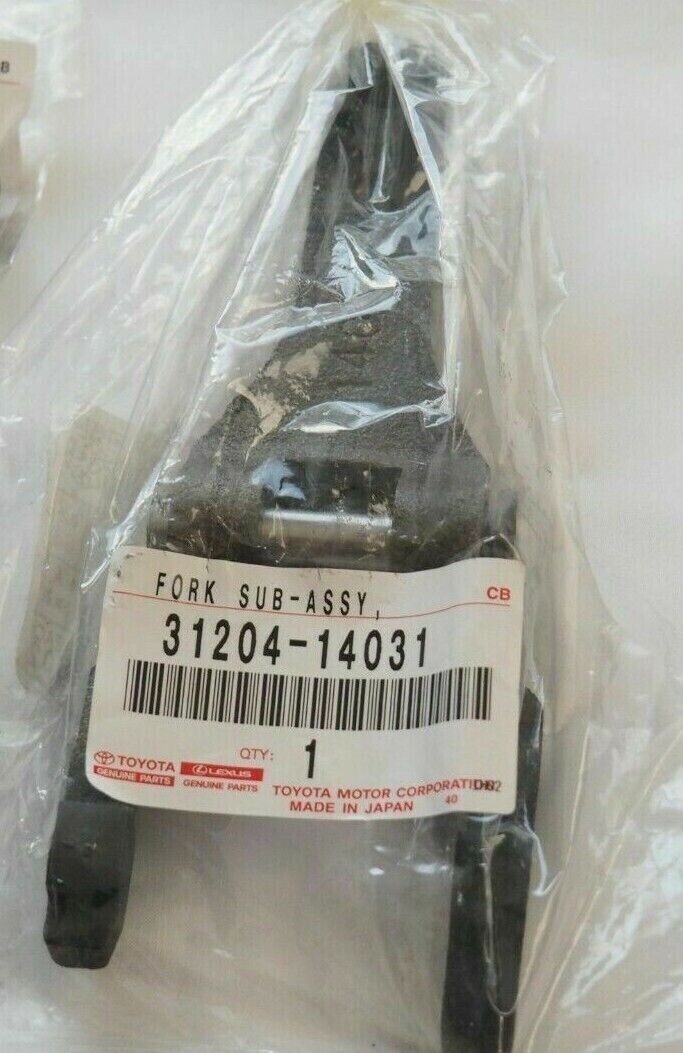 B
FORK SUB-ASSY,
CB
31204-14031
QTY: 1
TOYOTA
GENUINE PARTS
LEXUS
GENUINE PARTS
TOYOTA MOTOR CORPORATION
MADE IN JAPAN
40